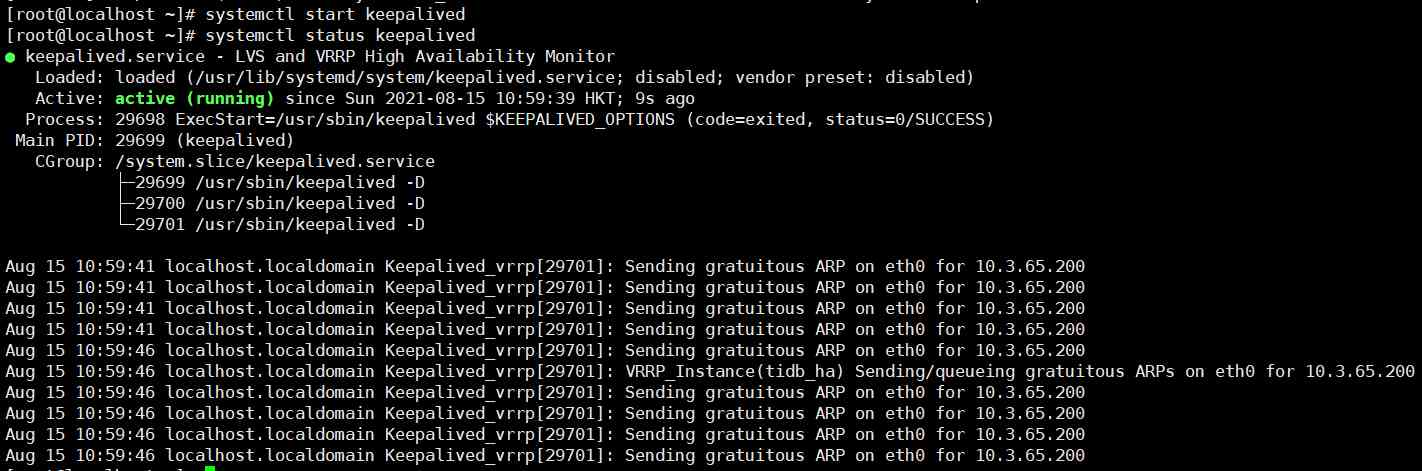 [root@localhost ~]# systemctl start keepalived
[root@localhost ~]# systemctl status keepalived
● keepalived.service - LVS and VRRP High Availability Monitor
   Loaded: loaded (/usr/lib/systemd/system/keepalived.service; disabled; vendor preset: disabled)
   Active: active (running) since Sun 2021-08-15 10:59:39 HKT; 9s ago
  Process: 29698 ExecStart=/usr/sbin/keepalived $KEEPALIVED_OPTIONS (code=exited, status=0/SUCCESS)
 Main PID: 29699 (keepalived)
   CGroup: /system.slice/keepalived.service
           ├─29699 /usr/sbin/keepalived -D
           ├─29700 /usr/sbin/keepalived -D
           └─29701 /usr/sbin/keepalived -D

Aug 15 10:59:41 localhost.localdomain Keepalived_vrrp[29701]: Sending gratuitous ARP on eth0 for 10.3.65.200
Aug 15 10:59:41 localhost.localdomain Keepalived_vrrp[29701]: Sending gratuitous ARP on eth0 for 10.3.65.200
Aug 15 10:59:41 localhost.localdomain Keepalived_vrrp[29701]: Sending gratuitous ARP on eth0 for 10.3.65.200
Aug 15 10:59:41 localhost.localdomain Keepalived_vrrp[29701]: Sending gratuitous ARP on eth0 for 10.3.65.200
Aug 15 10:59:46 localhost.localdomain Keepalived_vrrp[29701]: Sending gratuitous ARP on eth0 for 10.3.65.200
Aug 15 10:59:46 localhost.localdomain Keepalived_vrrp[29701]: VRRP_Instance(tidb_ha) Sending/queueing gratuitous ARPs on eth0 for 10.3.65.200
Aug 15 10:59:46 localhost.localdomain Keepalived_vrrp[29701]: Sending gratuitous ARP on eth0 for 10.3.65.200
Aug 15 10:59:46 localhost.localdomain Keepalived_vrrp[29701]: Sending gratuitous ARP on eth0 for 10.3.65.200
Aug 15 10:59:46 localhost.localdomain Keepalived_vrrp[29701]: Sending gratuitous ARP on eth0 for 10.3.65.200
Aug 15 10:59:46 localhost.localdomain Keepalived_vrrp[29701]: Sending gratuitous ARP on eth0 for 10.3.65.200